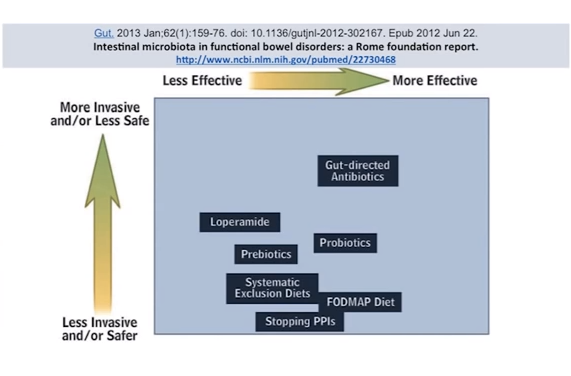 Gut. 2013 Jan;62(1):159-76. doi: 10.1136/gutjnl-2012-302167. Epub 2012 Jun 22.
Intestinal microbiota in functional bowel disorders: a Rome foundation report.
http://www.ncbi.nlm.nih.gov/pubmed/22730468
Less Effective
More Effective
More Invasive
and/or Less Safe
Gut-directed
Antibiotics
Loperamide
Probiotics
Prebiotics
Systematic
Exclusion Diets
FODMAP Diet
Stopping PPIs
Less Invasive
and/or Safer